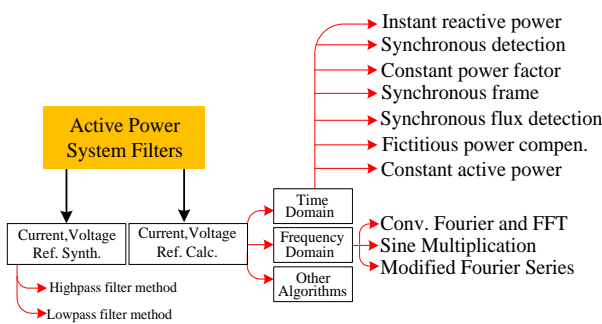 Instant reactive power
Synchronous detection
Constant power factor
Synchronous frame
Synchronous flux detection
Fictitious power compen.
Constant active power
Active Power
System Filters
Time
Domain
Current,Voltage
Ref. Synth.
Current,Voltage
Ref. Calc.
Frequency
Domain
Conv. Fourier and FFT
Sine Multiplication
Modified Fourier Series
Other
Algorithms
Highpass filter method
Lowpass filter method